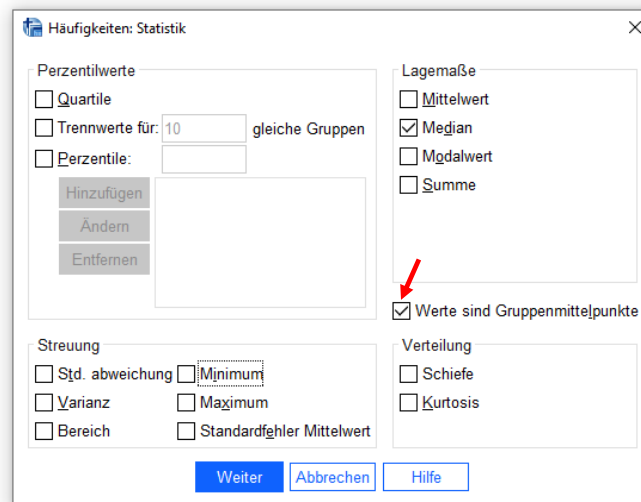 Häufigkeiten: Statistik
Perzentilwerte
Quartile
Trennwerte für: 10 gleiche Gruppen
Perzentile:
Hinzufügen
Ändern
Entfernen
Lagemaße
Mittelwert
Median
Modalwert
Summe
Werte sind Gruppenmittelpunkte
Streuung
Std. abweichung Minimum
Varianz Maximum
Bereich Standardfehler Mittelwert
Verteilung
Schiefe
Kurtosis
Weiter Abbrechen Hilfe